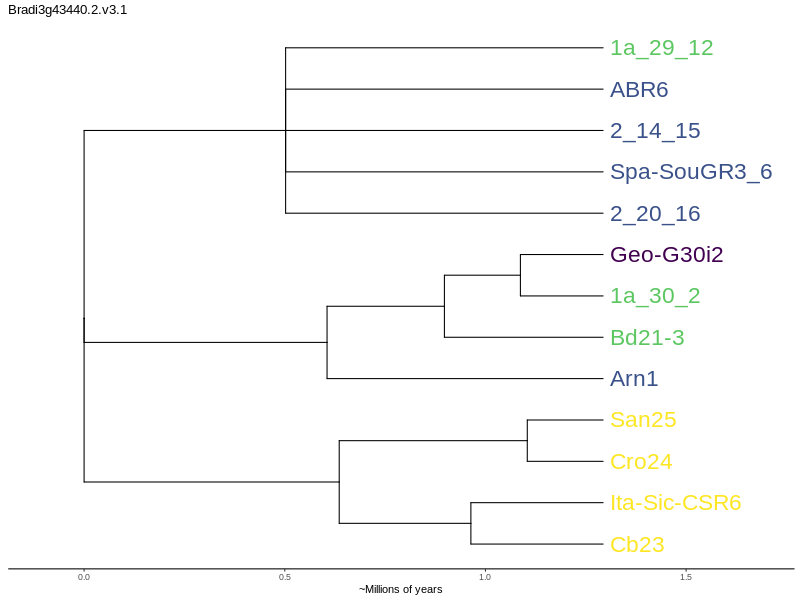 Bradi3g43440.2.v3.1
1a_29_12
ABR6
2_14_15
Spa-SouGR3_6
2_20_16
Geo-G30i2
1a_30_2
Bd21-3
Arn1
San25
Cro24
Ita-Sic-CSR6
Cb23
0.0 0.5 1.0 1.5
~Millions of years